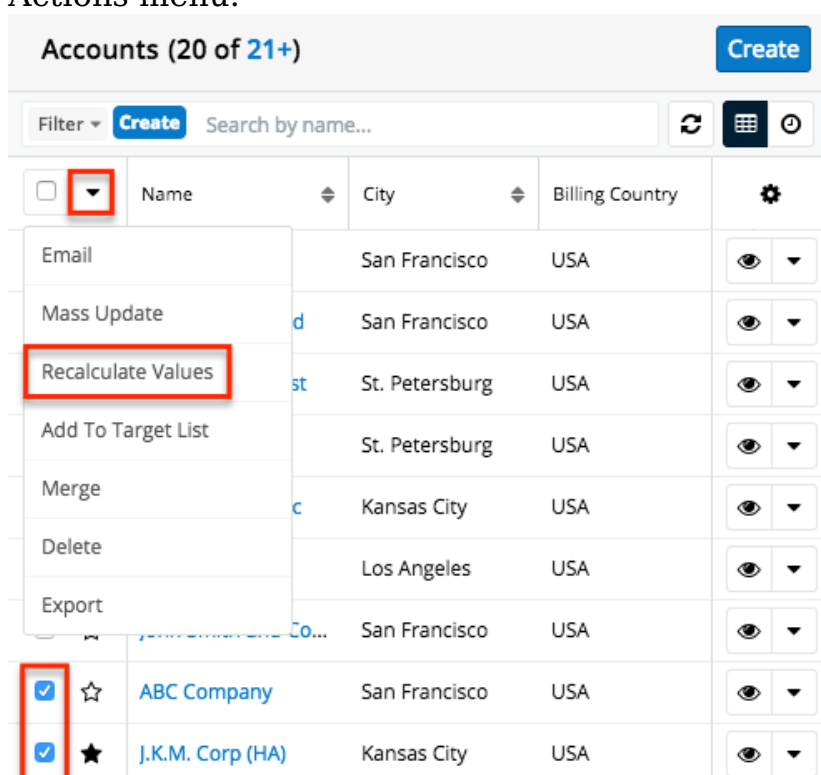 Actions menu.
Accounts (20 of 21+) Create
Filter Create Search by name...
Name City Billing Country
Email San Francisco USA
Mass Update d San Francisco USA
Recalculate Values st St. Petersburg USA
Add To Target List St. Petersburg USA
Merge c Kansas City USA
Delete Los Angeles USA
Export
Co... San Francisco USA
ABC Company San Francisco USA
J.K.M. Corp (HA) Kansas City USA